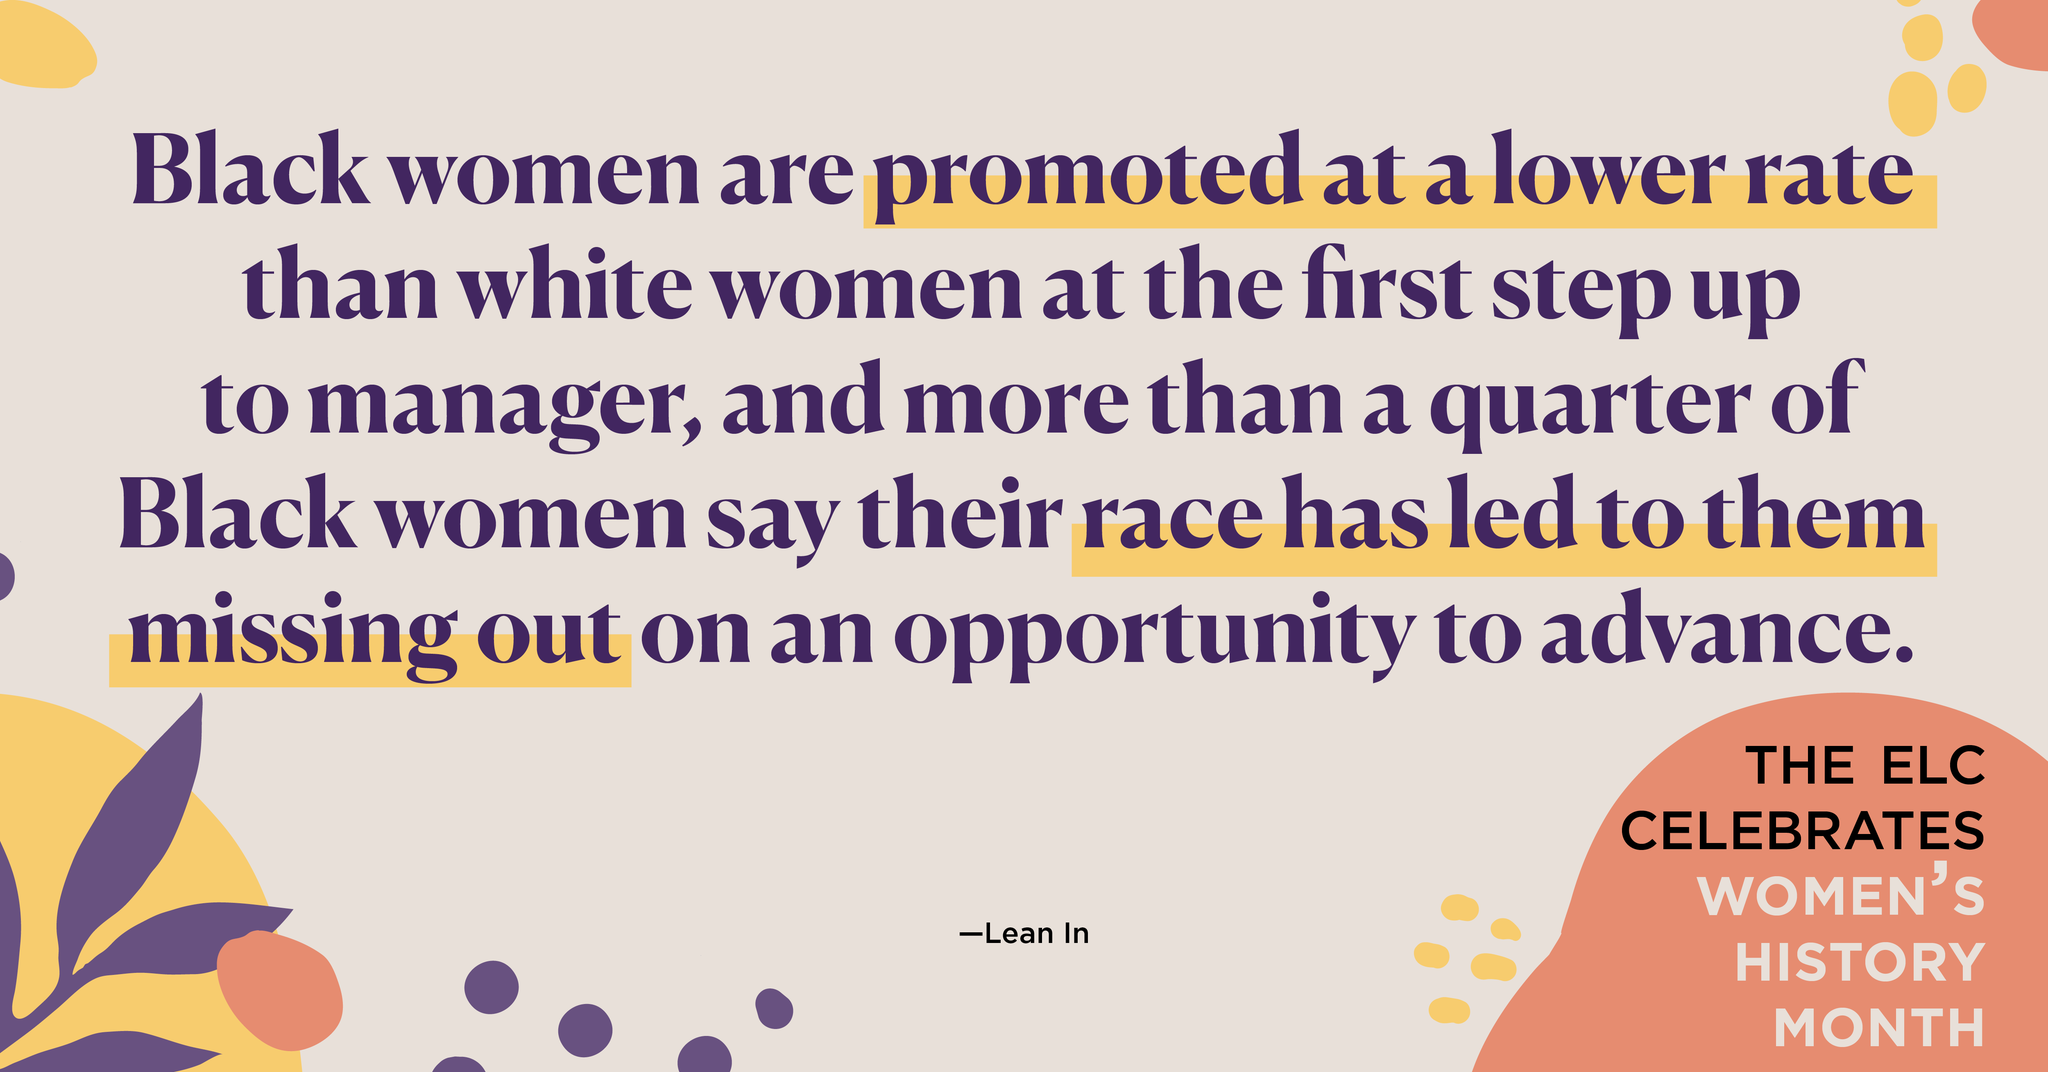 Black women are promoted at a lower rate
than white women at the first step up
to manager, and more than a quarter of
Black women say their race has led to them
missing out on an opportunity to advance.
—Lean In
THE ELC
CELEBRATES
WOMEN'S
HISTORY
MONTH